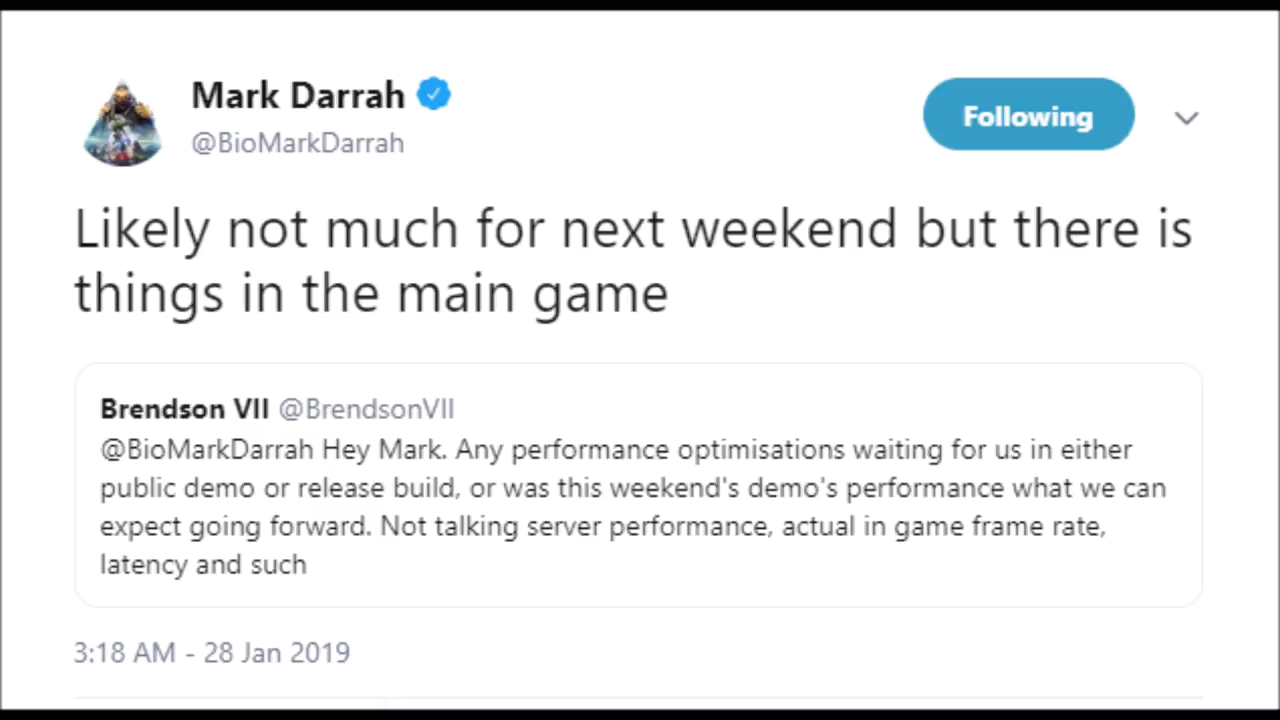 Mark Darrah
@BioMarkDarrah
Following
Likely not much for next weekend but there is
things in the main game
Brendson VII @BrendsonVII
@BioMarkDarrah Hey Mark. Any performance optimisations waiting for us in either
public demo or release build, or was this weekend's demo's performance what we can
expect going forward. Not talking server performance, actual in game frame rate,
latency and such
3:18 AM - 28 Jan 2019